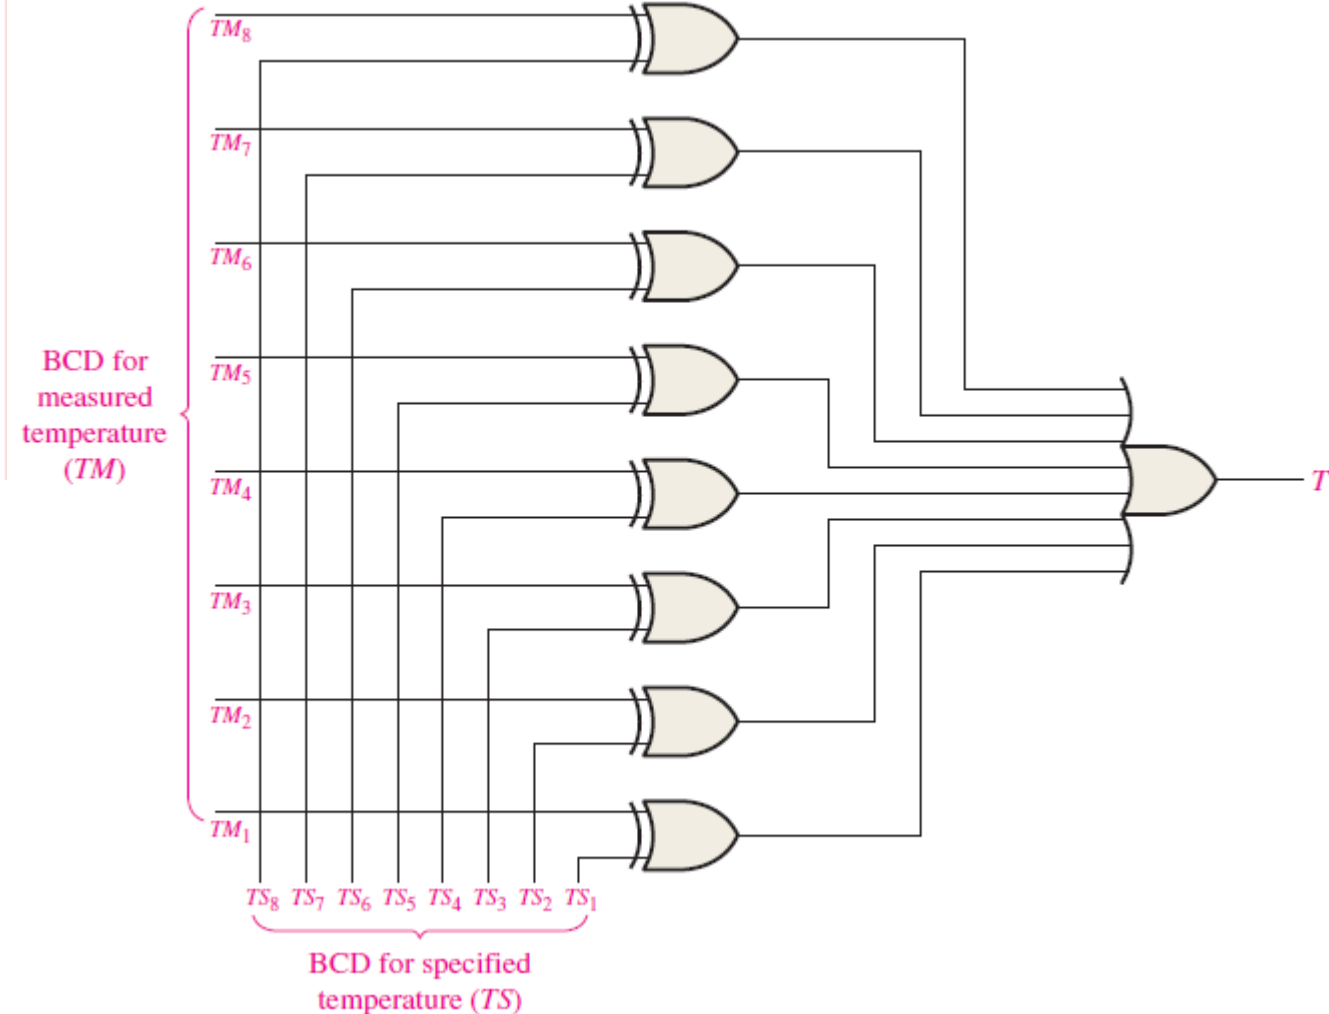 TM₈
TM₇
TM₆
BCD for
measured
temperature
(TM)
TM₅
TM₄
T
TM₃
TM₂
TM₁
TS₈ TS₇ TS₆ TS₅ TS₄ TS₃ TS₂ TS₁
BCD for specified
temperature (TS)